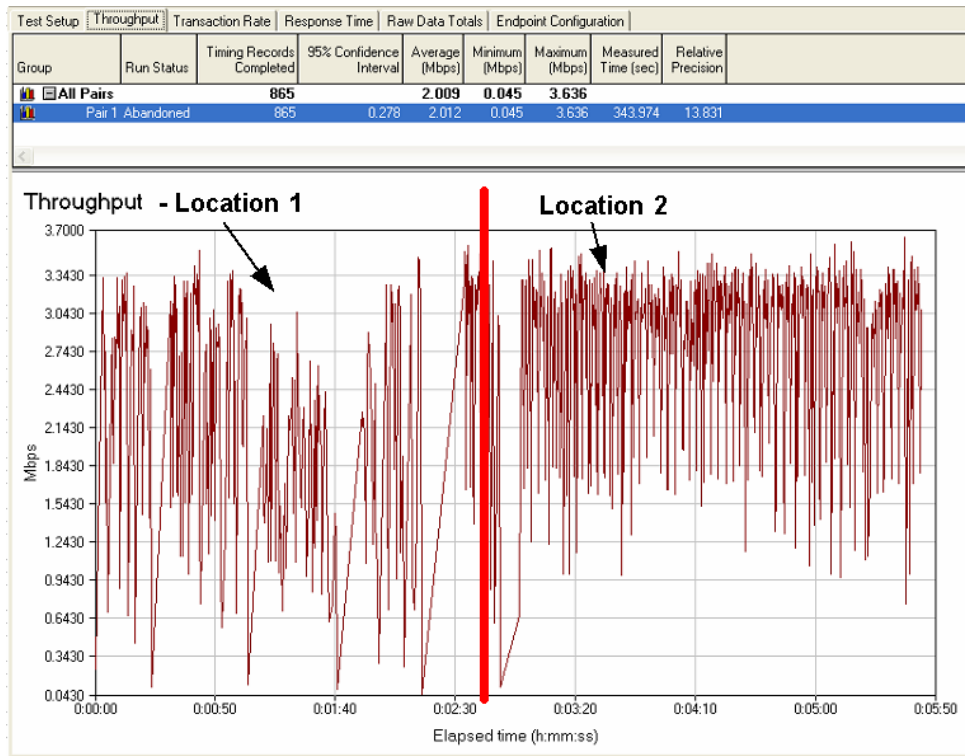 Test Setup Throughput Transaction Rate Response Time Raw Data Totals Endpoint Configuration
Group Run Status Timing Records Completed 95% Confidence Interval Average (Mbps) Minimum (Mbps) Maximum (Mbps) Measured Time (sec) Relative Precision
All Pairs 865 2.009 0.045 3.636
Pair 1 Abandoned 865 0.278 2.012 0.045 3.636 343.974 13.831
Throughput - Location 1
Location 2
3.7000
3.3430
3.0430
2.7430
2.4430
2.1430
1.8430
1.5430
1.2430
0.9430
0.6430
0.3430
0.0430
Mbps
0:00:00 0:00:50 0:01:40 0:02:30 0:03:20 0:04:10 0:05:00 0:05:50
Elapsed time (h:mm:ss)